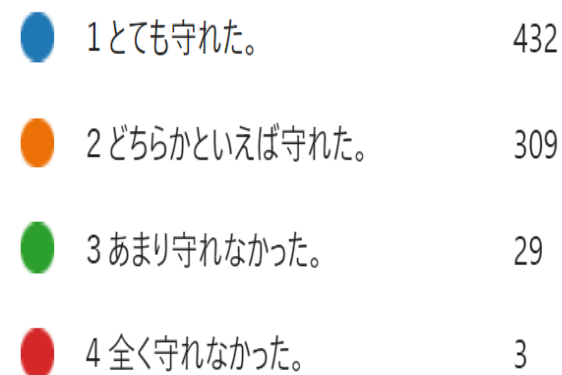 1 とても守れた。 432
2 どちらかといえば守れた。 309
3 あまり守れなかった。 29
4 全く守れなかった。 3